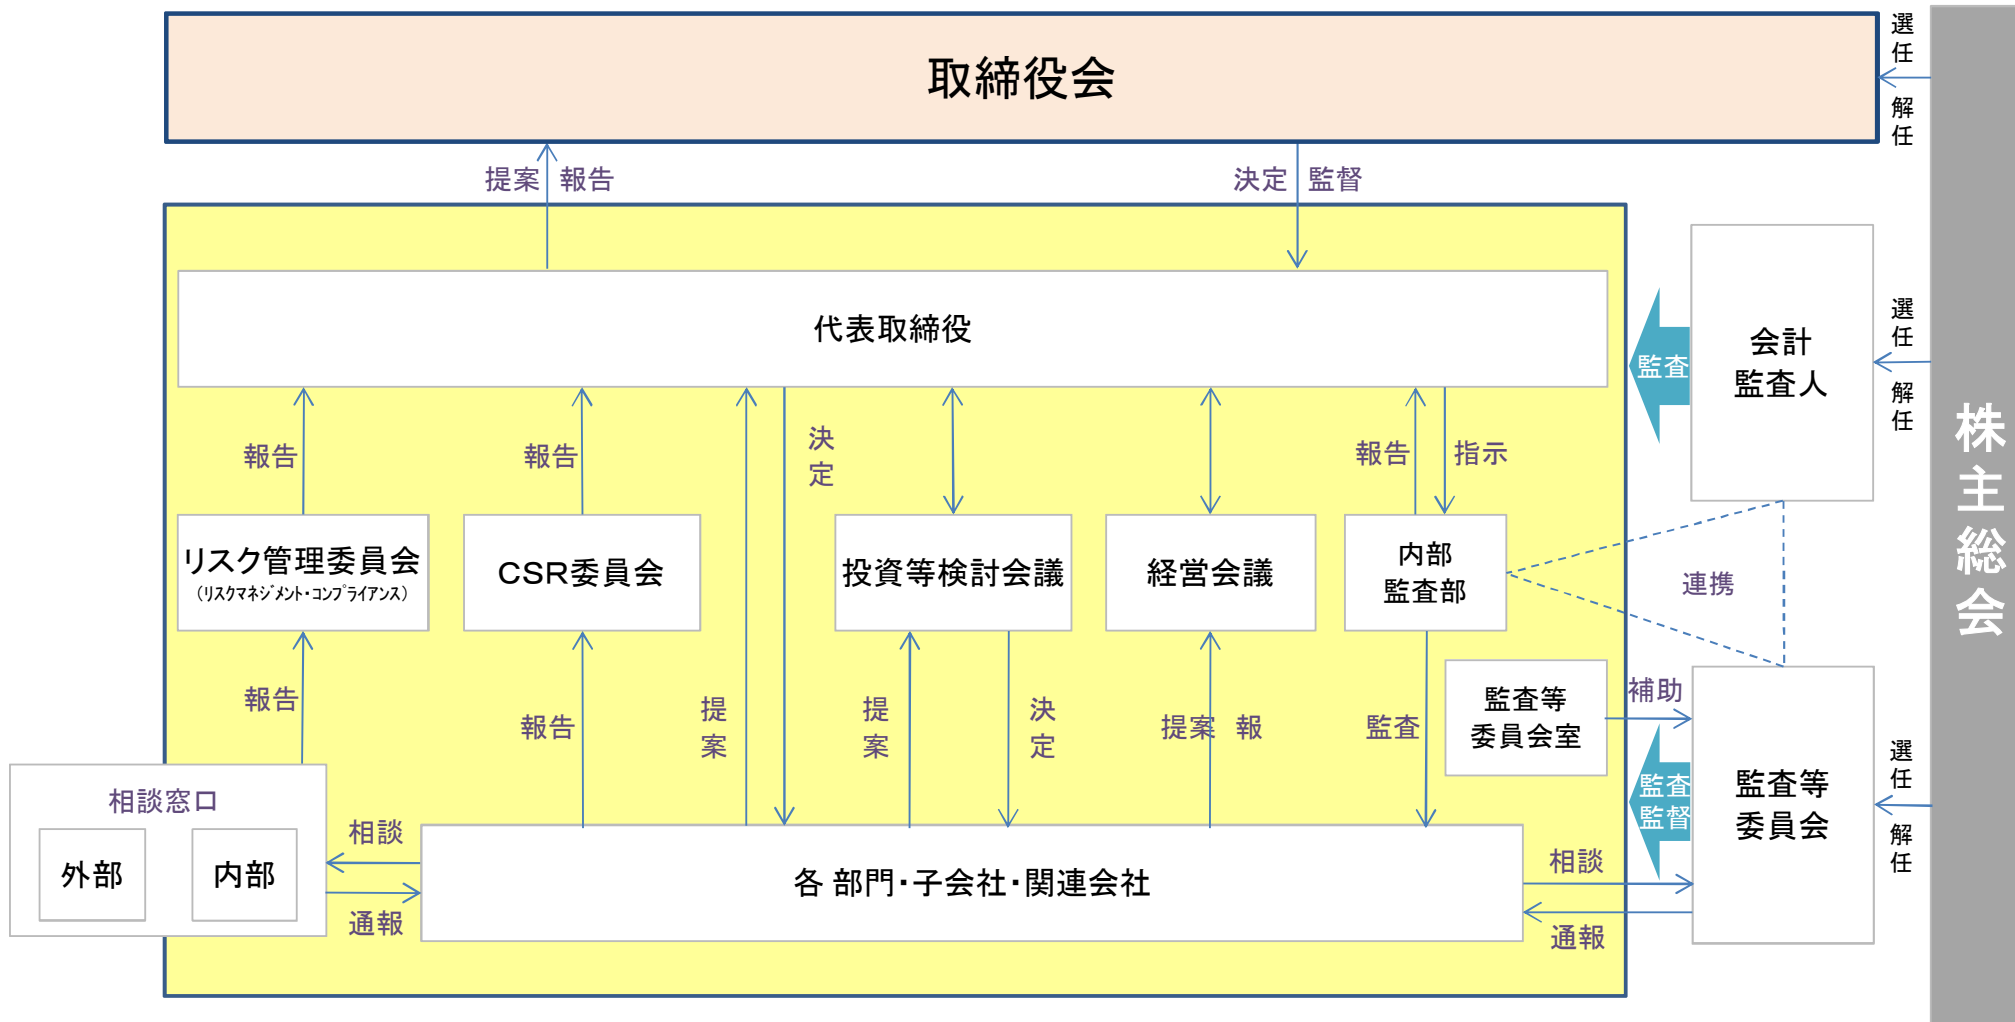 取締役会
選任
解任
提案 報告
決定 監督
代表取締役
会計
監査人
監査
選任
解任
株主総会
報告
報告
決定
報告
指示
リスク管理委員会
(リスクマネジメント・コンプライアンス)
CSR委員会
投資等検討会議
経営会議
内部
監査部
連携
報告
報告
提案
提案
決定
提案 報
監査
監査等
委員会室
補助
監査
監督
監査等
委員会
選任
解任
相談窓口
外部
内部
相談
通報
各 部門・子会社・関連会社
相談
通報